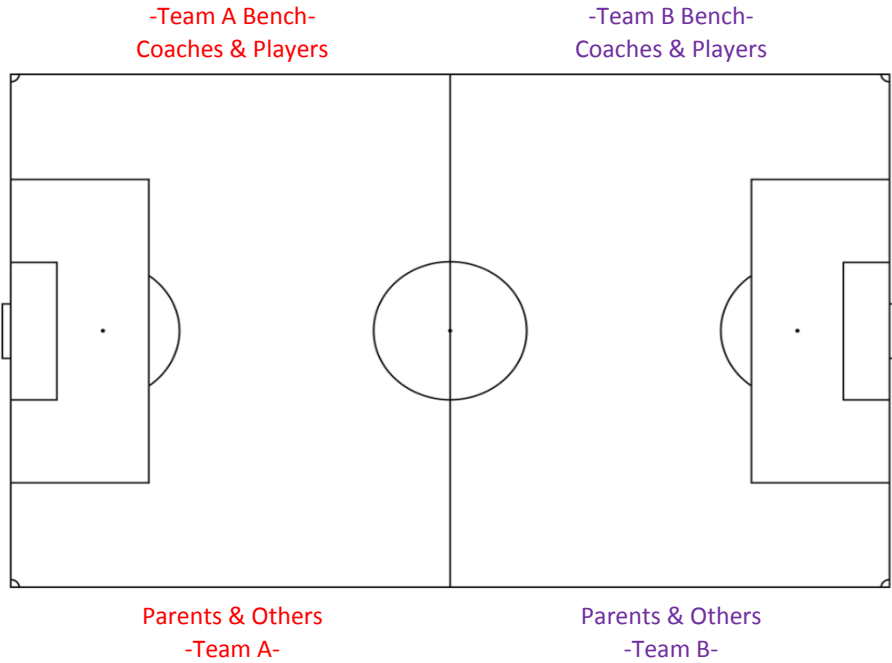 -Team A Bench-
Coaches & Players
-Team B Bench-
Coaches & Players
Parents & Others
-Team A-
Parents & Others
-Team B-